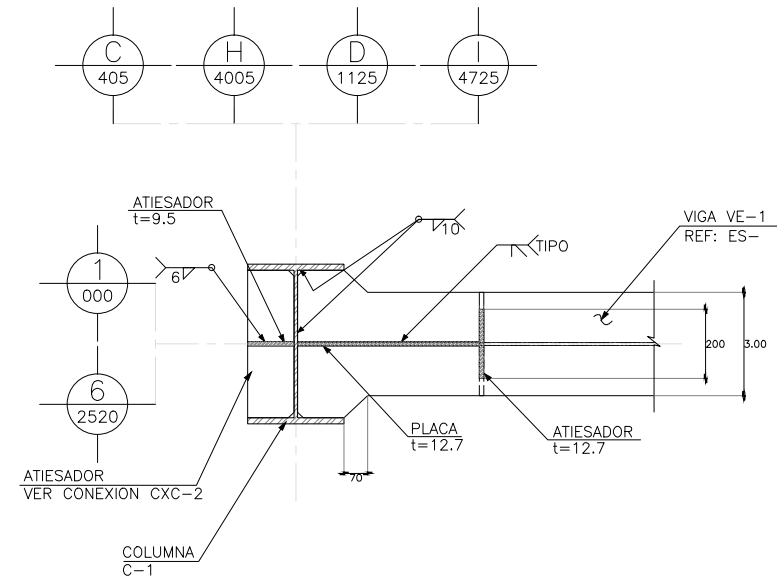 C
405
H
4005
D
1125
I
4725
ATIESADOR
t=9.5
10
TIPO
VIGA VE-1
REF: ES-
6
1
000
200
3.00
6
2520
PLACA
t=12.7
ATIESADOR
t=12.7
70
ATIESADOR
VER CONEXION CXC-2
COLUMNA
C-1